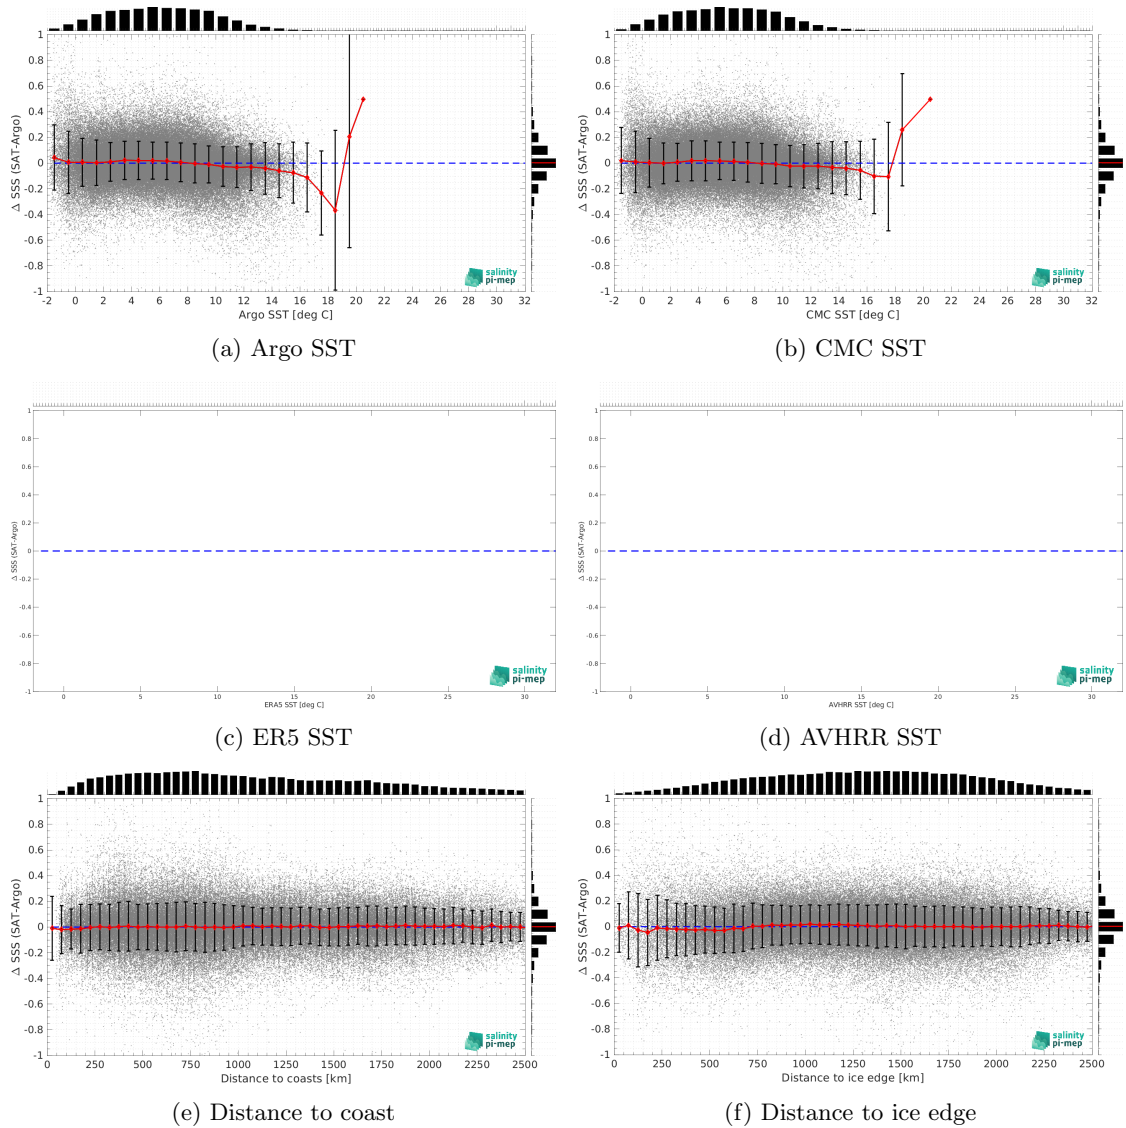 1
0.8
0.6
0.4
0.2
0
-0.2
-0.4
-0.6
-0.8
-1
Δ SSS (SAT-Argo)
salinity
pi-mep
-2 0 2 4 6 8 10 12 14 16 18 20 22 24 26 28 30 32
Argo SST [deg C]
(a) Argo SST
1
0.8
0.6
0.4
0.2
0
-0.2
-0.4
-0.6
-0.8
-1
Δ SSS (SAT-Argo)
salinity
pi-mep
-2 0 2 4 6 8 10 12 14 16 18 20 22 24 26 28 30 32
CMC SST [deg C]
(b) CMC SST
1
0.8
0.6
0.4
0.2
0
-0.2
-0.4
-0.6
-0.8
-1
Δ SSS (SAT-Argo)
salinity
pi-mep
0 5 10 15 20 25 30
ERA5 SST [deg C]
(c) ER5 SST
1
0.8
0.6
0.4
0.2
0
-0.2
-0.4
-0.6
-0.8
-1
Δ SSS (SAT-Argo)
salinity
pi-mep
0 5 10 15 20 25 30
AVHRR SST [deg C]
(d) AVHRR SST
1
0.8
0.6
0.4
0.2
0
-0.2
-0.4
-0.6
-0.8
-1
Δ SSS (SAT-Argo)
salinity
pi-mep
0 250 500 750 1000 1250 1500 1750 2000 2250 2500
Distance to coasts [km]
(e) Distance to coast
1
0.8
0.6
0.4
0.2
0
-0.2
-0.4
-0.6
-0.8
-1
Δ SSS (SAT-Argo)
salinity
pi-mep
0 250 500 750 1000 1250 1500 1750 2000 2250 2500
Distance to ice edge [km]
(f) Distance to ice edge